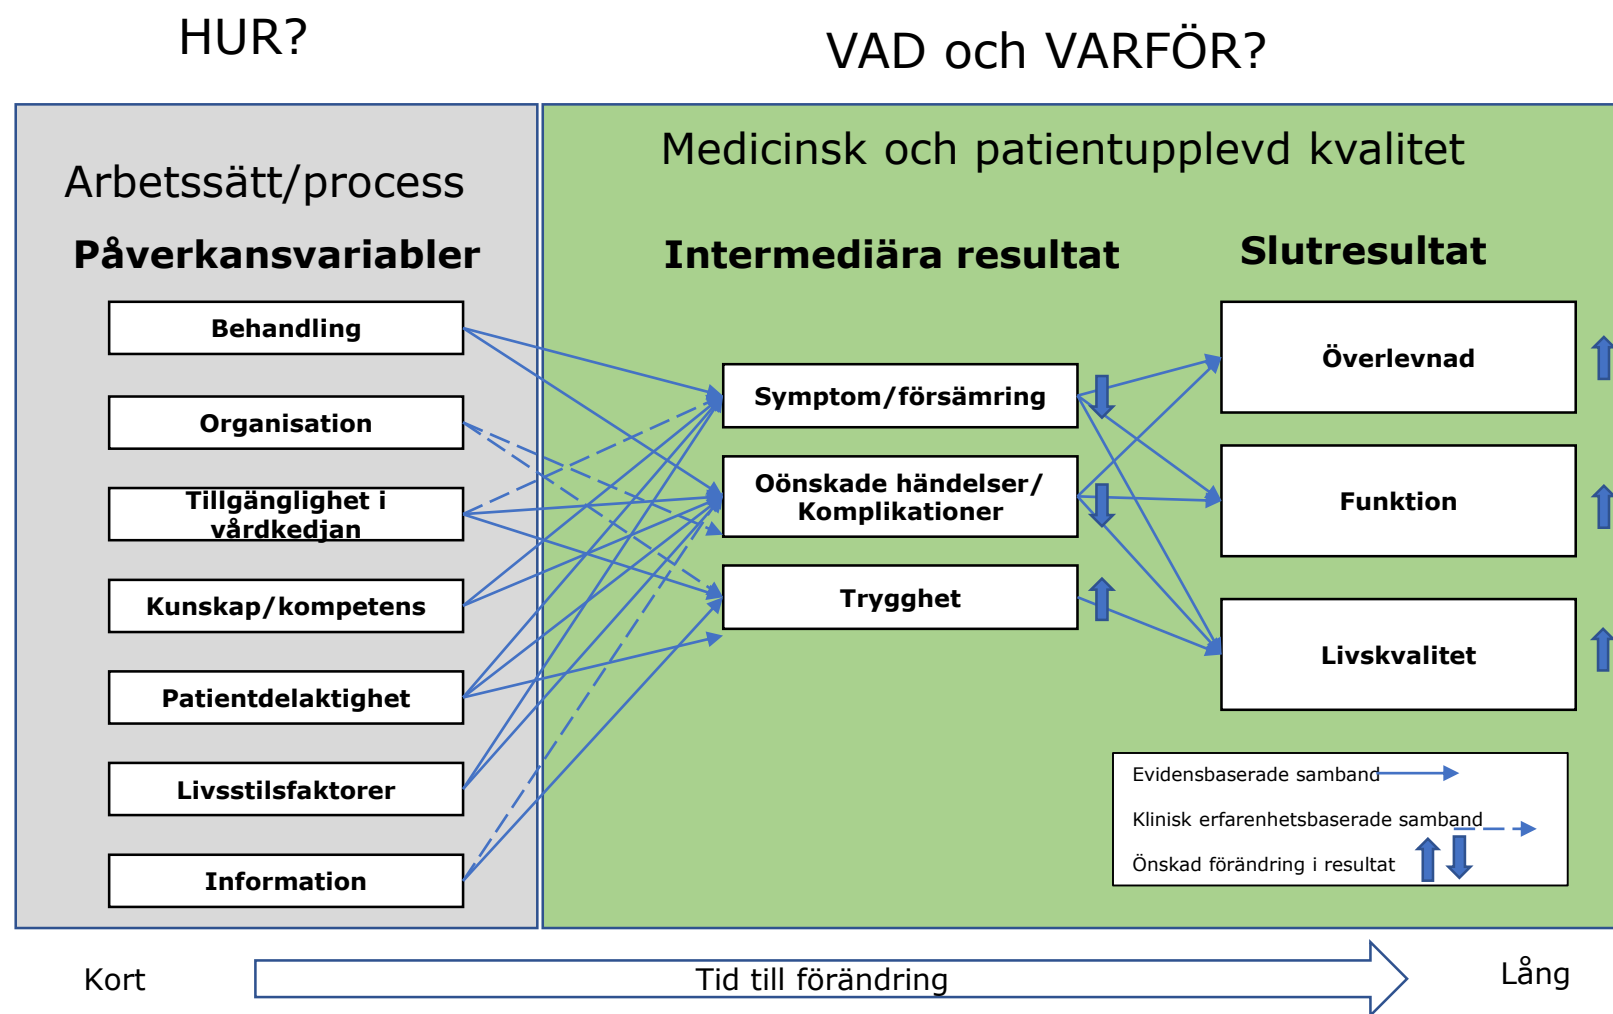 HUR?
VAD och VARFÖR?
Arbetssätt/process
Påverkansvariabler
Behandling
Organisation
Tillgänglighet i
vårdkedjan
Kunskap/kompetens
Patientdelaktighet
Livsstilsfaktorer
Information
Medicinsk och patientupplevd kvalitet
Intermediära resultat
Symptom/försämring
Oönskade händelser/
Komplikationer
Trygghet
Slutresultat
Överlevnad
Funktion
Livskvalitet
Evidensbaserade samband
Klinisk erfarenhetsbaserade samband
Önskad förändring i resultat
Kort
Tid till förändring
Lång